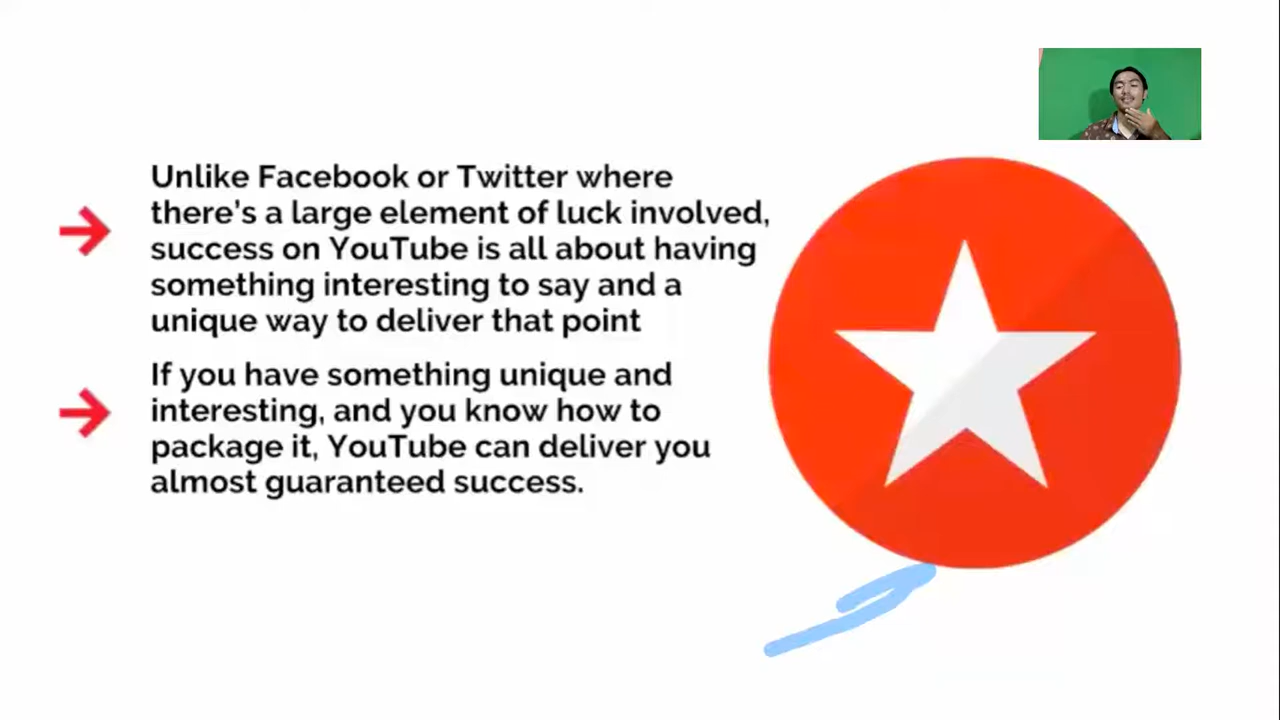 Unlike Facebook or Twitter where
there's a large element of luck involved,
success on YouTube is all about having
something interesting to say and a
unique way to deliver that point
If you have something unique and
interesting, and you know how to
package it, YouTube can deliver you
almost guaranteed success.